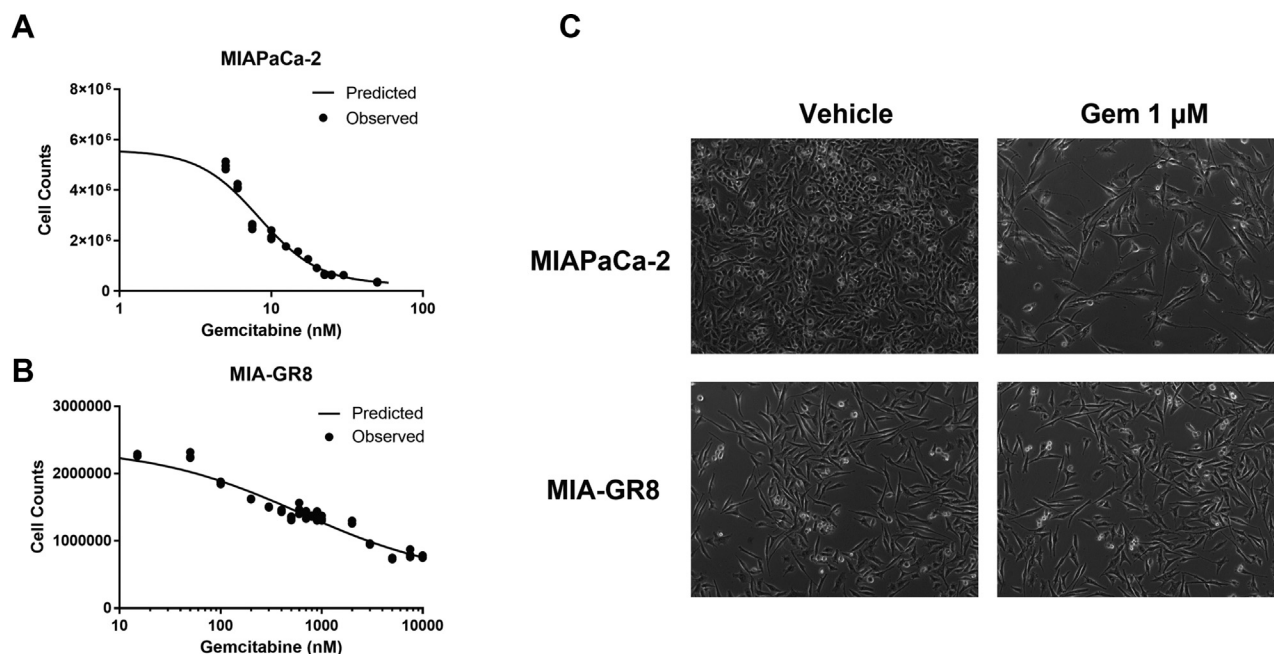 A
MIAPaCa-2
8×10⁶
6×10⁶
4×10⁶
2×10⁶
0
Cell Counts
Predicted
Observed
1
10
100
Gemcitabine (nM)
B
MIA-GR8
3000000
2000000
1000000
0
Cell Counts
Predicted
Observed
10
100
1000
10000
Gemcitabine (nM)
C
Vehicle
Gem 1 µM
MIAPaCa-2
MIA-GR8